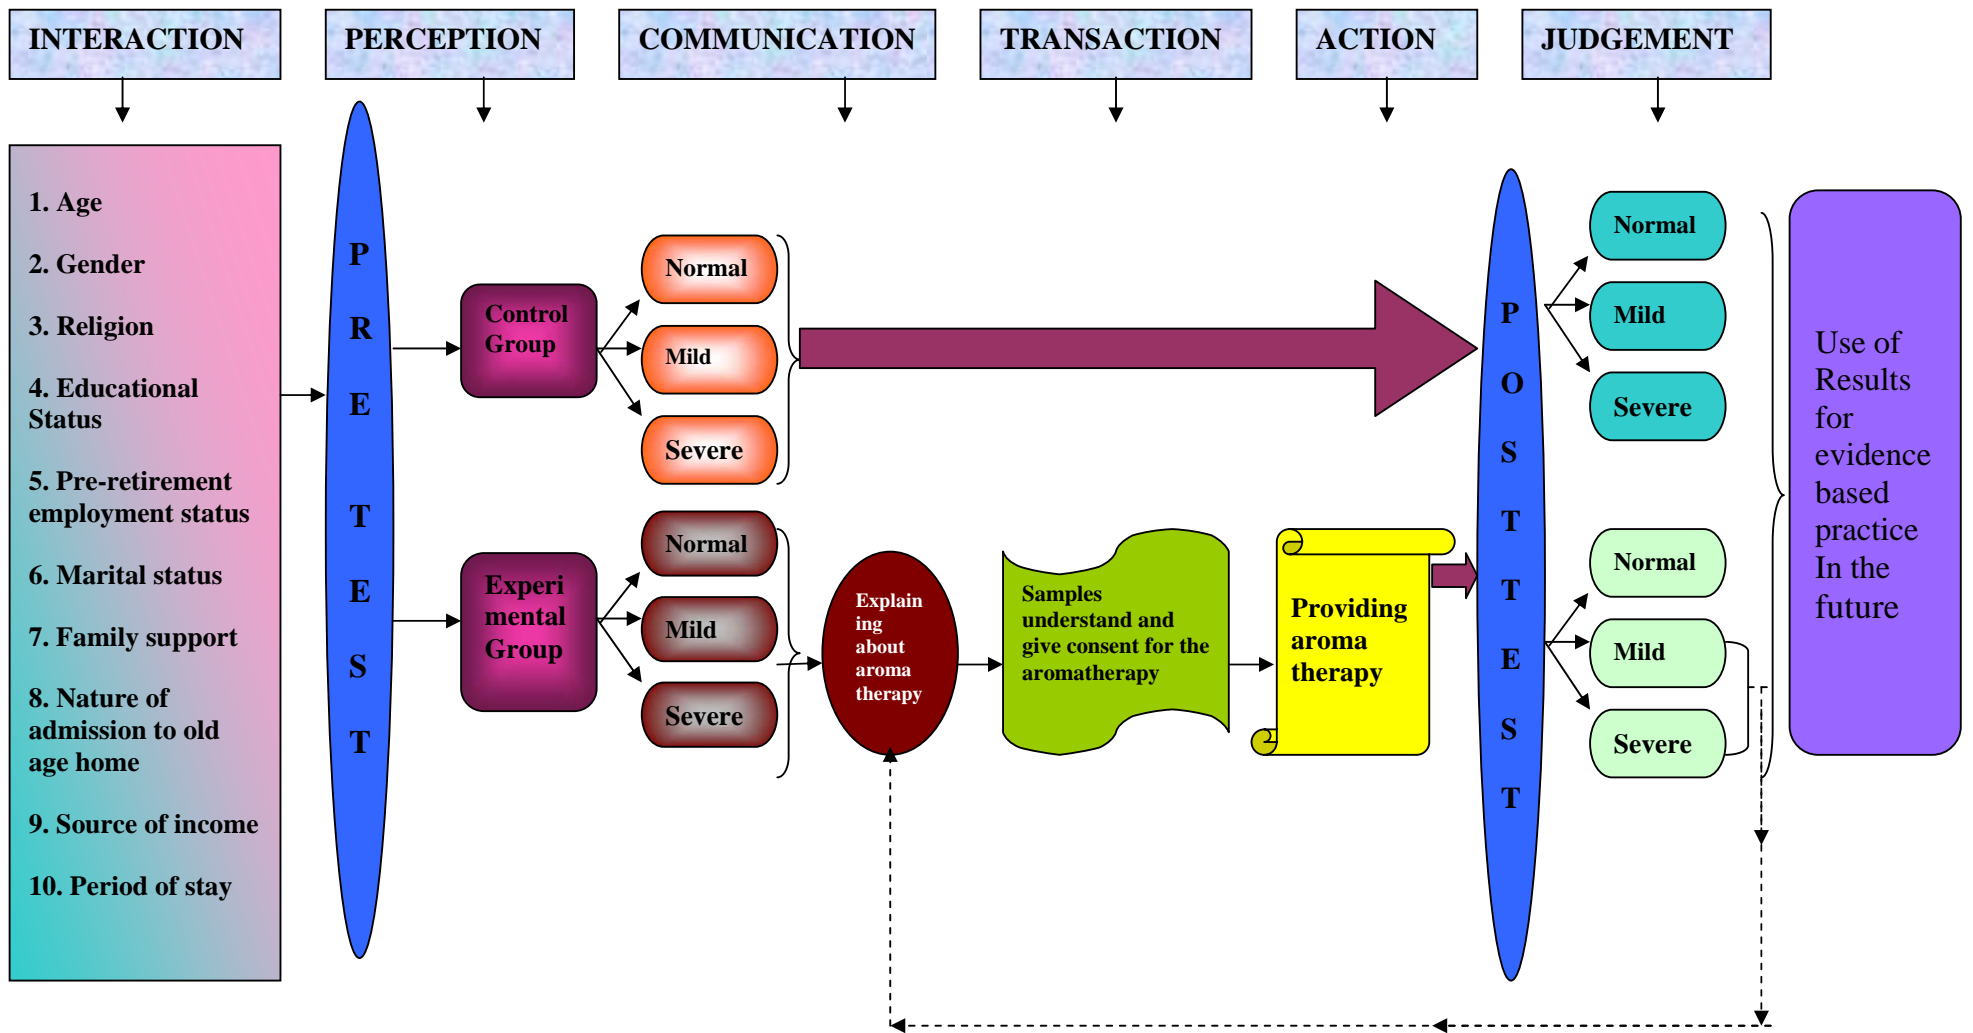 INTERACTION
PERCEPTION
COMMUNICATION
TRANSACTION
ACTION
JUDGEMENT
1. Age
2. Gender
3. Religion
4. Educational
Status
5. Pre-retirement
employment status
6. Marital status
7. Family support
8. Nature of
admission to old
age home
9. Source of income
10. Period of stay
P
R
E
T
E
S
T
Control
Group
Normal
Mild
Severe
Experi
mental
Group
Normal
Mild
Severe
Explain
ing
about
aroma
therapy
Samples
understand and
give consent for the
aromatherapy
Providing
aroma
therapy
P
O
S
T
T
E
S
T
Normal
Mild
Severe
Normal
Mild
Severe
Use of
Results
for
evidence
based
practice
In the
future